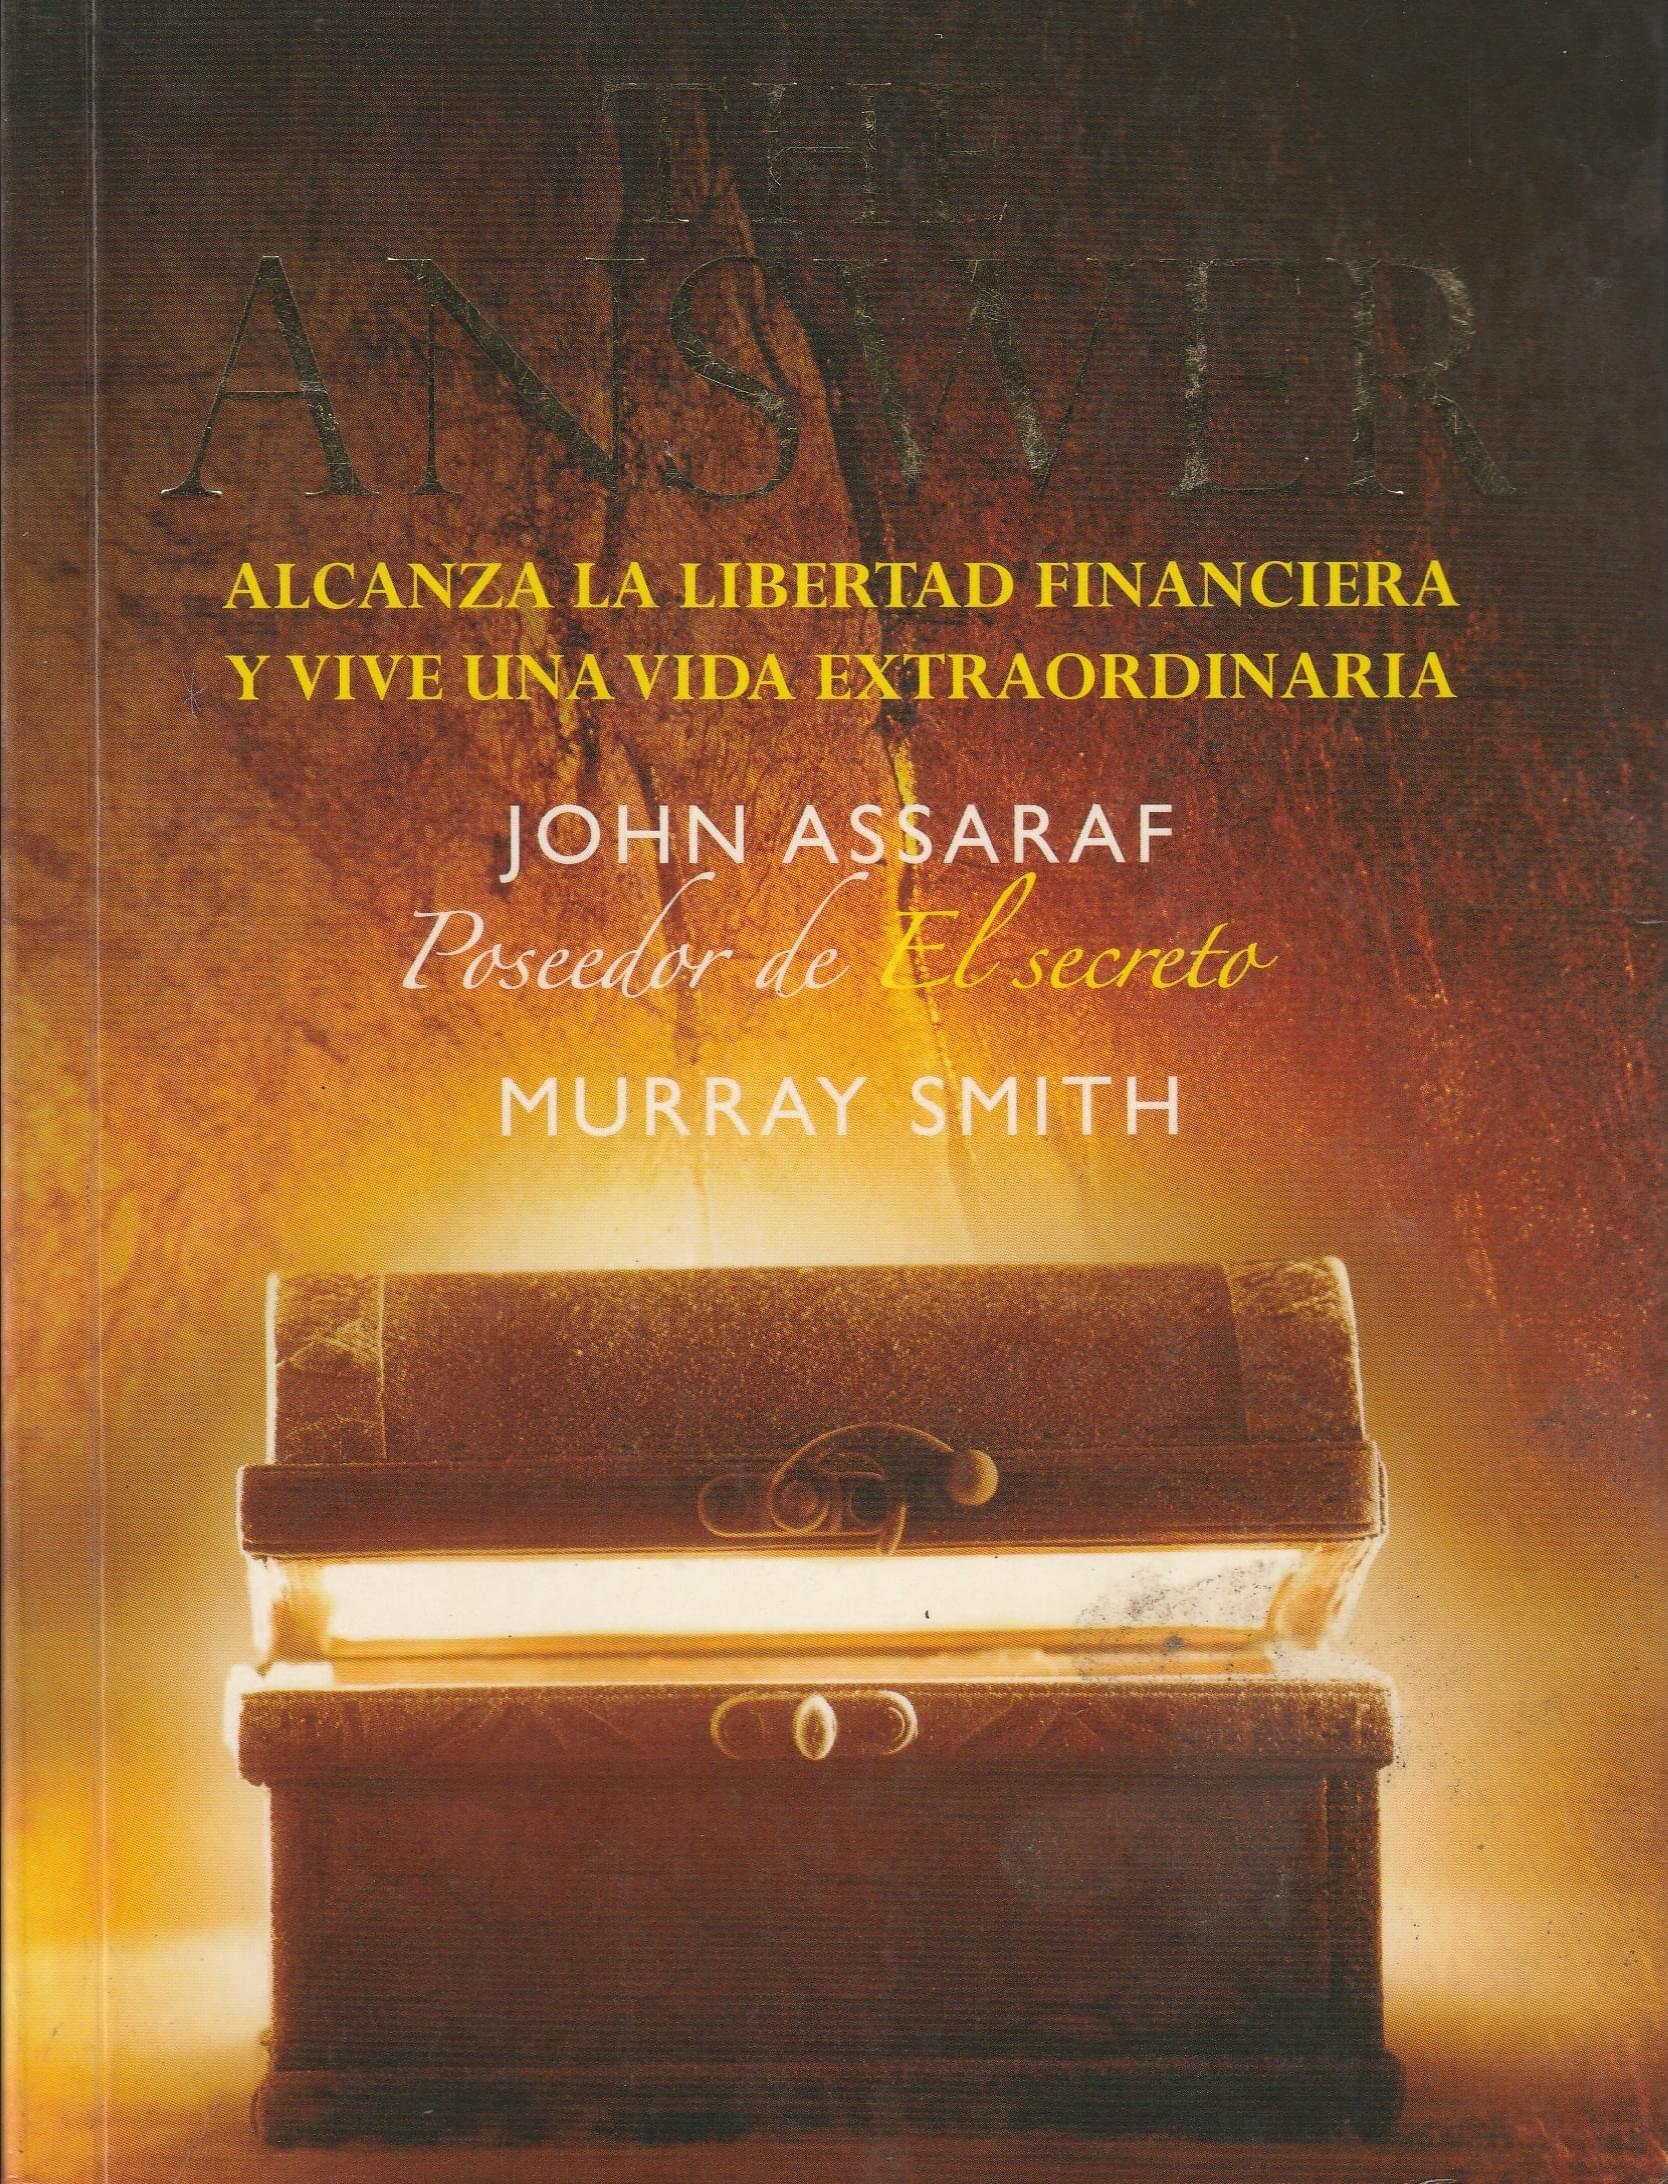 THE
ANSWER
ALCANZA LA LIBERTAD FINANCIERA
Y VIVE UNA VIDA EXTRAORDINARIA
JOHN ASSARAF
Poseedor de El secreto
MURRAY SMITH